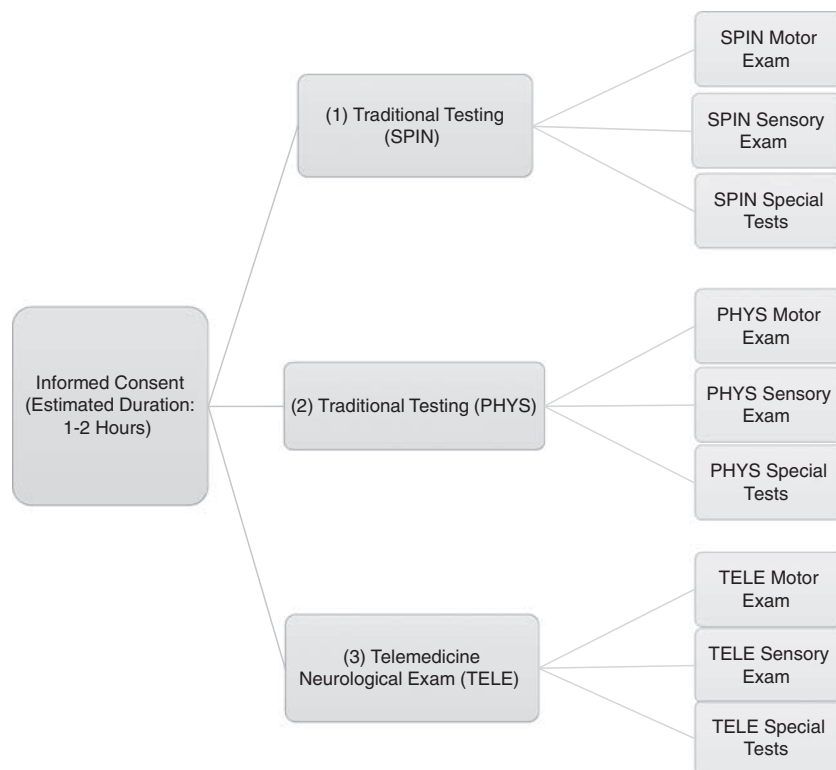 Informed Consent
(Estimated Duration:
1-2 Hours)
(1) Traditional Testing
(SPIN)
SPIN Motor
Exam
SPIN Sensory
Exam
SPIN Special
Tests
(2) Traditional Testing (PHYS)
PHYS Motor
Exam
PHYS Sensory
Exam
PHYS Special
Tests
(3) Telemedicine
Neurological Exam (TELE)
TELE Motor
Exam
TELE Sensory
Exam
TELE Special
Tests